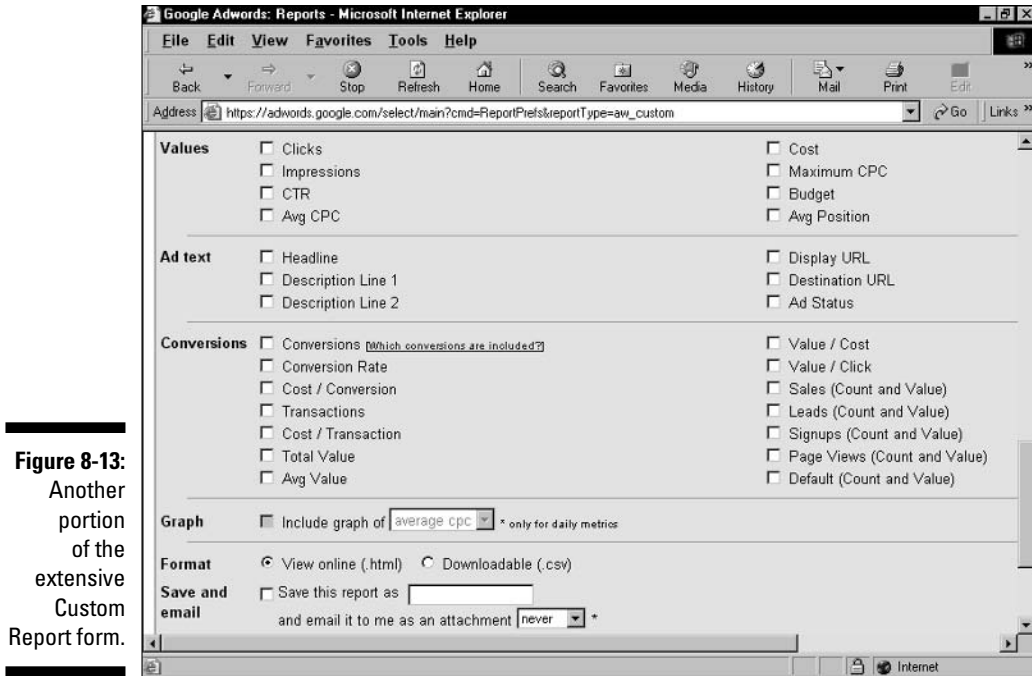 Google Adwords: Reports - Microsoft Internet Explorer
File Edit View Favorites Tools Help
Back Forward Stop Refresh Home Search Favorites Media History Mail Print Edit
Address https://adwords.google.com/select/main?cmd=ReportPrefs&reportType=aw_custom Go Links
Values Clicks Cost
Impressions Maximum CPC
CTR Budget
Avg CPC Avg Position
Ad text Headline Display URL
Description Line 1 Destination URL
Description Line 2 Ad Status
Conversions Conversions [Which conversions are included?] Value / Cost
Conversion Rate Value / Click
Cost / Conversion Sales (Count and Value)
Transactions Leads (Count and Value)
Cost / Transaction Signups (Count and Value)
Total Value Page Views (Count and Value)
Avg Value Default (Count and Value)
Graph Include graph of average cpc * only for daily metrics
Format View online (.html) Downloadable (.csv)
Save and email Save this report as
and email it to me as an attachment never *
Internet
Figure 8-13:
Another
portion
of the
extensive
Custom
Report form.